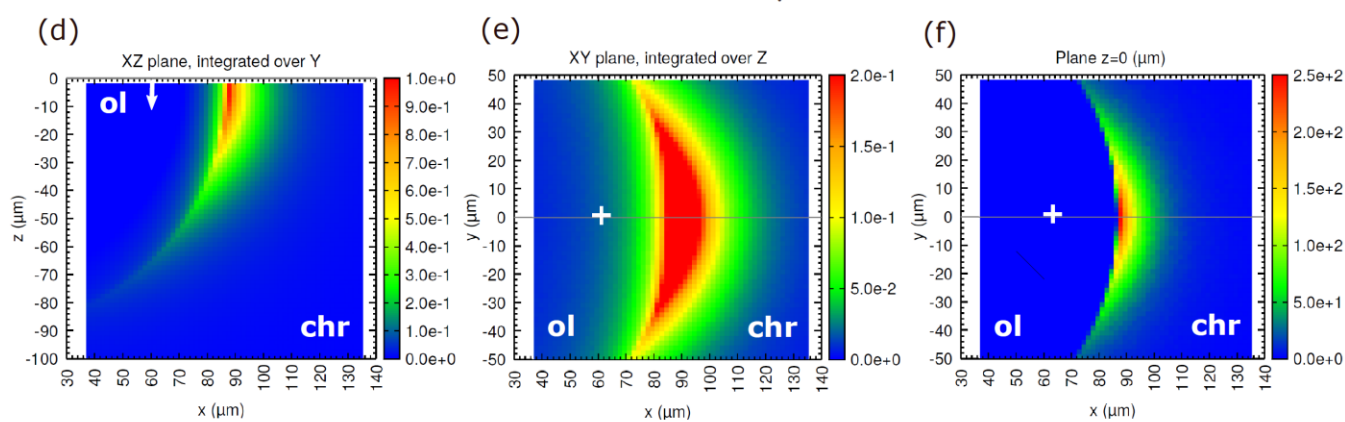 (d)
XZ plane, integrated over Y
z (µm)
0
-10
-20
-30
-40
-50
-60
-70
-80
-90
-100
ol
chr
30 40 50 60 70 80 90 100 110 120 130 140
x (µm)
1.0e+0
9.0e-1
8.0e-1
7.0e-1
6.0e-1
5.0e-1
4.0e-1
3.0e-1
2.0e-1
1.0e-1
0.0e+0
(e)
XY plane, integrated over Z
y (µm)
50
40
30
20
10
0
-10
-20
-30
-40
-50
ol
chr
30 40 50 60 70 80 90 100 110 120 130 140
x (µm)
2.0e-1
1.5e-1
1.0e-1
5.0e-2
0.0e+0
(f)
Plane z=0 (µm)
y (µm)
50
40
30
20
10
0
-10
-20
-30
-40
-50
ol
chr
30 40 50 60 70 80 90 100 110 120 130 140
x (µm)
2.5e+2
2.0e+2
1.5e+2
1.0e+2
5.0e+1
0.0e+0